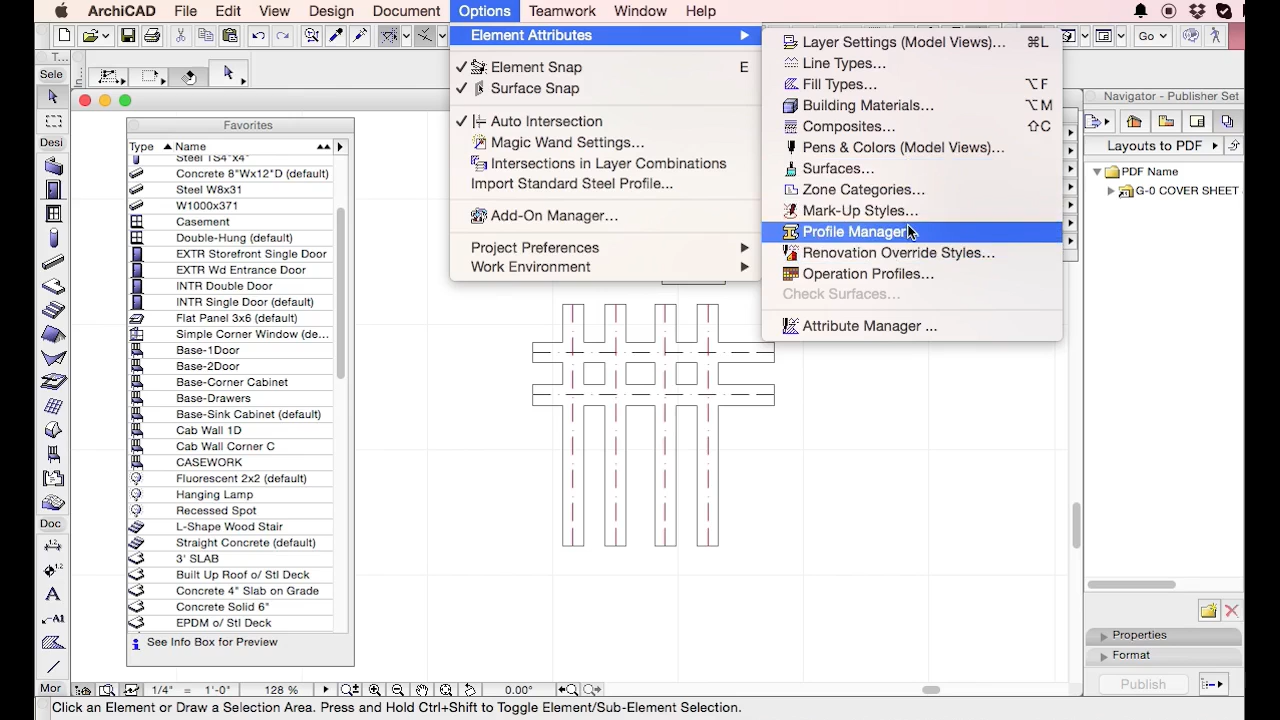 ArchiCAD File Edit View Design Document Options Teamwork Window Help
Element Attributes
Element Snap E
Surface Snap
Auto Intersection
Magic Wand Settings...
Intersections in Layer Combinations
Import Standard Steel Profile...
Add-On Manager...
Project Preferences
Work Environment
Layer Settings (Model Views)... ⌘L
Line Types...
Fill Types... ⌥F
Building Materials... ⌥M
Composites... ⇧C
Pens & Colors (Model Views)...
Surfaces...
Zone Categories...
Mark-Up Styles...
Profile Manager
Renovation Override Styles...
Operation Profiles...
Check Surfaces...
Attribute Manager ...
Go
T...
Sele
Desi
Doc
Mor
Favorites
Type Name
Steel TS4"x4"
Concrete 8"Wx12"D (default)
Steel W8x31
W1000x371
Casement
Double-Hung (default)
EXTR Storefront Single Door
EXTR Wd Entrance Door
INTR Double Door
INTR Single Door (default)
Flat Panel 3x6 (default)
Simple Corner Window (de...
Base-1Door
Base-2Door
Base-Corner Cabinet
Base-Drawers
Base-Sink Cabinet (default)
Cab Wall 1D
Cab Wall Corner C
CASEWORK
Fluorescent 2x2 (default)
Hanging Lamp
Recessed Spot
L-Shape Wood Stair
Straight Concrete (default)
3' SLAB
Built Up Roof o/ Stl Deck
Concrete 4" Slab on Grade
Concrete Solid 6"
EPDM o/ Stl Deck
See Info Box for Preview
Navigator - Publisher Set
Layouts to PDF
PDF Name
G-0 COVER SHEET
Properties
Format
Publish
1/4" = 1'-0" 128 % 0.00°
Click an Element or Draw a Selection Area. Press and Hold Ctrl+Shift to Toggle Element/Sub-Element Selection.